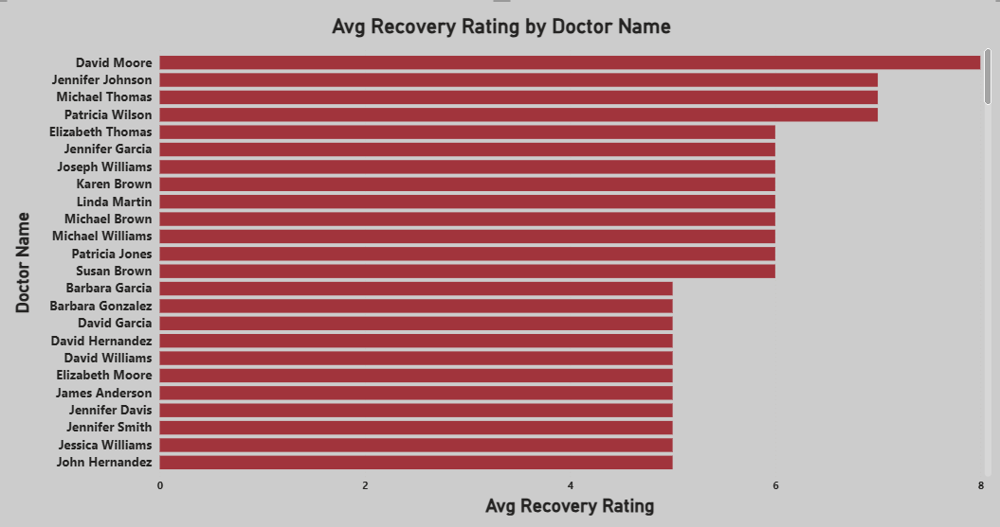 Avg Recovery Rating by Doctor Name
Doctor Name
David Moore
Jennifer Johnson
Michael Thomas
Patricia Wilson
Elizabeth Thomas
Jennifer Garcia
Joseph Williams
Karen Brown
Linda Martin
Michael Brown
Michael Williams
Patricia Jones
Susan Brown
Barbara Garcia
Barbara Gonzalez
David Garcia
David Hernandez
David Williams
Elizabeth Moore
James Anderson
Jennifer Davis
Jennifer Smith
Jessica Williams
John Hernandez
0 2 4 6 8
Avg Recovery Rating